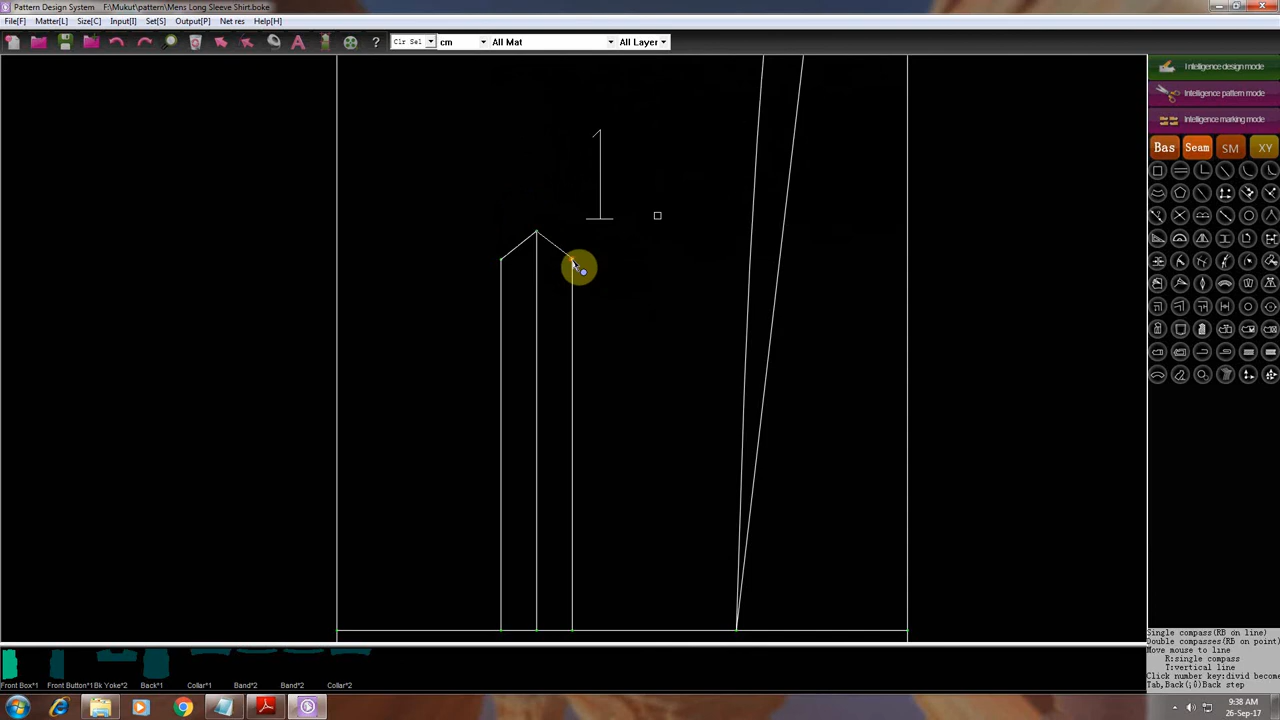 Pattern Design System    F:\Mukut\pattern\Mens Long Sleeve Shirt.boke
File[F] Matter[L] Size[C] Input[I] Set[S] Output[P] Net res Help[H]
A ? Clr Sel cm All Mat All Layer
I ntelligence design mode
Intelligence pattern mode
Intelligence marking mode
Bas Seam SM XY
1
Single compass(RB on line)
Double compasses(RB on point)
Move mouse to line
R:single compass
T:vertical line
Click number key:divid become
Tab,Back(;0)Back step
Front Box*1 Front Button*1 Bk Yoke*2 Back*1 Collar*1 Band*2 Band*2 Collar*2
9:38 AM
26-Sep-17